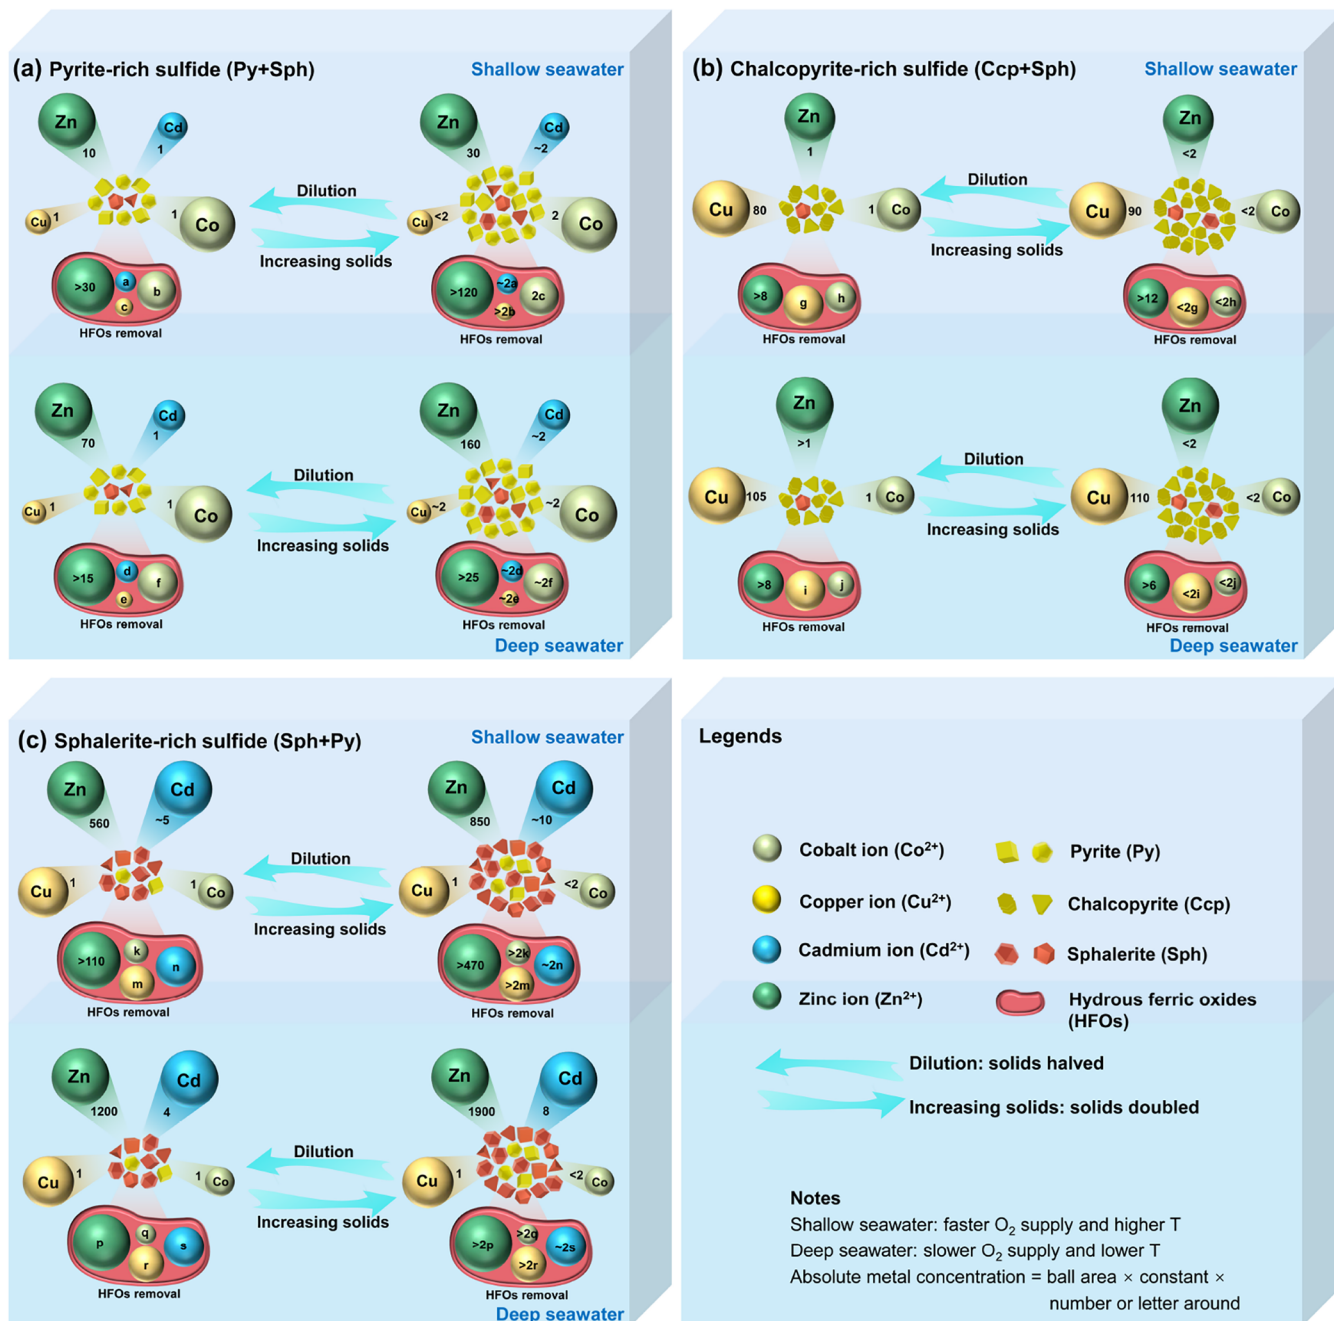 (a) Pyrite-rich sulfide (Py+Sph)
Shallow seawater
Zn
10
Cd
1
Cu
1
1
Co
>30
a
b
c
HFOs removal
Dilution
Increasing solids
Zn
30
Cd
~2
Cu
<2
2
Co
>120
~2a
2c
>2b
HFOs removal
Zn
70
Cd
1
Cu
1
1
Co
>15
d
f
e
HFOs removal
Dilution
Increasing solids
Zn
160
Cd
~2
Cu
~2
~2
Co
>25
~2d
~2f
~2e
HFOs removal
Deep seawater
(b) Chalcopyrite-rich sulfide (Ccp+Sph)
Shallow seawater
Zn
1
Cu
80
1
Co
>8
g
h
HFOs removal
Dilution
Increasing solids
Zn
<2
Cu
90
<2
Co
>12
<2g
<2h
HFOs removal
Zn
>1
Cu
105
1
Co
>8
i
j
HFOs removal
Dilution
Increasing solids
Zn
<2
Cu
110
<2
Co
>6
<2i
<2j
HFOs removal
Deep seawater
(c) Sphalerite-rich sulfide (Sph+Py)
Shallow seawater
Zn
560
Cd
~5
Cu
1
1
Co
>110
k
n
m
HFOs removal
Dilution
Increasing solids
Zn
850
Cd
~10
Cu
1
<2
Co
>470
>2k
~2n
>2m
HFOs removal
Zn
1200
Cd
4
Cu
1
1
Co
p
q
s
r
HFOs removal
Dilution
Increasing solids
Zn
1900
Cd
8
Cu
1
<2
Co
>2p
>2q
~2s
>2r
HFOs removal
Deep seawater
Legends
Cobalt ion (Co²⁺)
Pyrite (Py)
Copper ion (Cu²⁺)
Chalcopyrite (Ccp)
Cadmium ion (Cd²⁺)
Sphalerite (Sph)
Zinc ion (Zn²⁺)
Hydrous ferric oxides
(HFOs)
Dilution: solids halved
Increasing solids: solids doubled
Notes
Shallow seawater: faster O₂ supply and higher T
Deep seawater: slower O₂ supply and lower T
Absolute metal concentration = ball area × constant ×
number or letter around